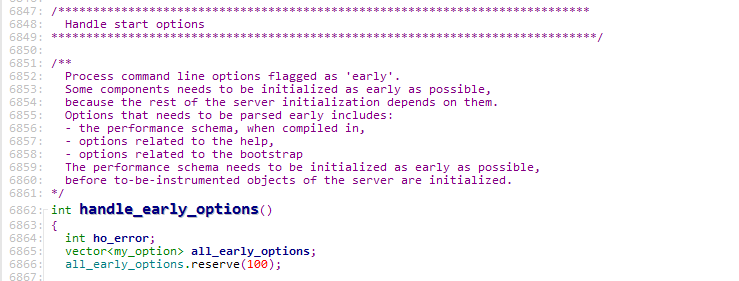 6847: /****************************************************************************
6848:   Handle start options
6849: ******************************************************************************/
6850:
6851: /**
6852:   Process command line options flagged as 'early'.
6853:   Some components needs to be initialized as early as possible,
6854:   because the rest of the server initialization depends on them.
6855:   Options that needs to be parsed early includes:
6856:   - the performance schema, when compiled in,
6857:   - options related to the help,
6858:   - options related to the bootstrap
6859:   The performance schema needs to be initialized as early as possible,
6860:   before to-be-instrumented objects of the server are initialized.
6861: */
6862: int handle_early_options()
6863: {
6864:   int ho_error;
6865:   vector<my_option> all_early_options;
6866:   all_early_options.reserve(100);
6867: